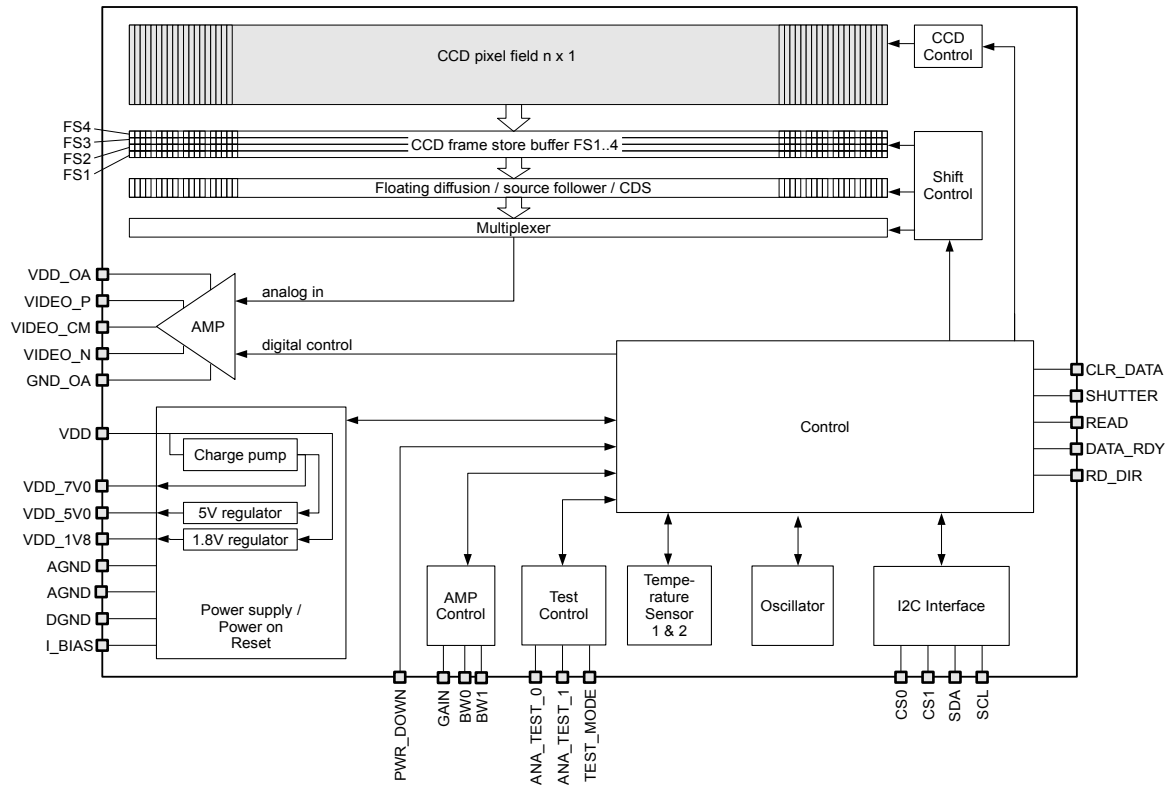 CCD pixel field n x 1
CCD
Control
FS4
FS3
FS2
FS1
CCD frame store buffer FS1..4
Floating diffusion / source follower / CDS
Multiplexer
Shift
Control
VDD_OA
VIDEO_P
VIDEO_CM
VIDEO_N
GND_OA
AMP
analog in
digital control
Control
CLR_DATA
SHUTTER
READ
DATA_RDY
RD_DIR
VDD
VDD_7V0
VDD_5V0
VDD_1V8
AGND
AGND
DGND
I_BIAS
Charge pump
5V regulator
1.8V regulator
Power supply /
Power on
Reset
AMP
Control
Test
Control
Tempe-
rature
Sensor
1 & 2
Oscillator
I2C Interface
PWR_DOWN
GAIN
BW0
BW1
ANA_TEST_0
ANA_TEST_1
TEST_MODE
CS0
CS1
SDA
SCL